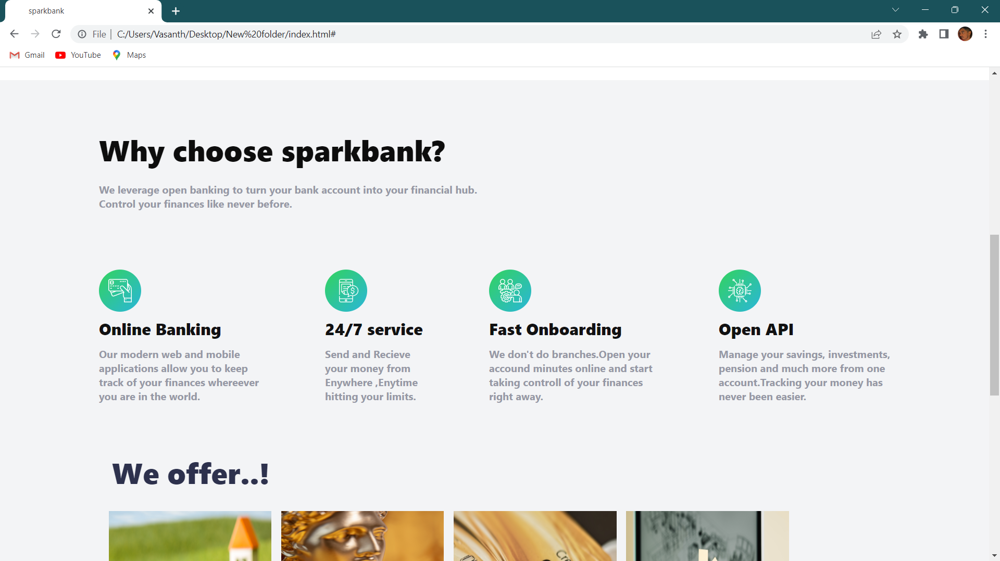 sparkbank
File | C:/Users/Vasanth/Desktop/New%20folder/index.html#
Gmail YouTube Maps
Why choose sparkbank?
We leverage open banking to turn your bank account into your financial hub.
Control your finances like never before.
Online Banking
Our modern web and mobile
applications allow you to keep
track of your finances whereever
you are in the world.
24/7 service
Send and Recieve
your money from
Enywhere ,Enytime
hitting your limits.
Fast Onboarding
We don't do branches.Open your
accound minutes online and start
taking controll of your finances
right away.
Open API
Manage your savings, investments,
pension and much more from one
account.Tracking your money has
never been easier.
We offer..!